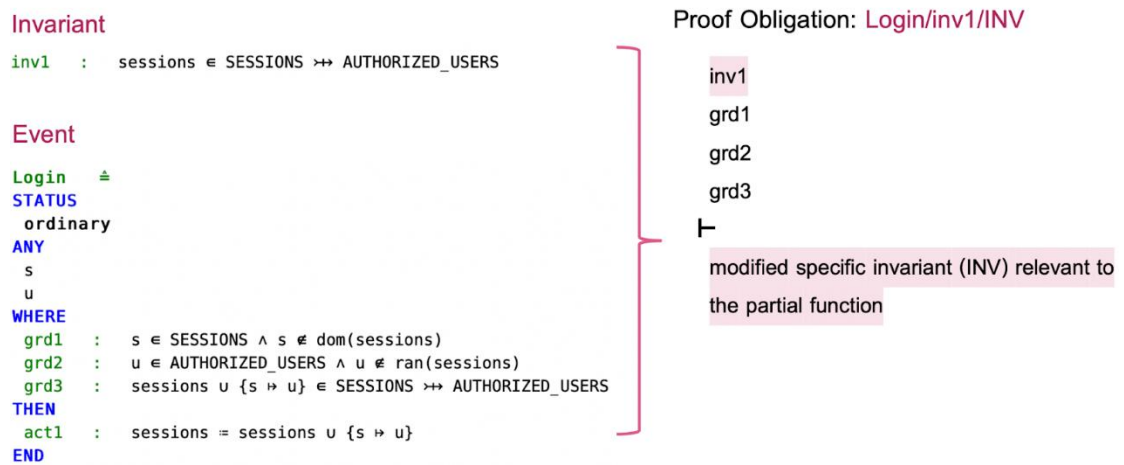 Invariant
inv1 : sessions ∈ SESSIONS ⤔ AUTHORIZED_USERS
Event
Login ≙
STATUS
ordinary
ANY
s
u
WHERE
grd1 : s ∈ SESSIONS ∧ s ∉ dom(sessions)
grd2 : u ∈ AUTHORIZED_USERS ∧ u ∉ ran(sessions)
grd3 : sessions ∪ {s ↦ u} ∈ SESSIONS ⤔ AUTHORIZED_USERS
THEN
act1 : sessions ≔ sessions ∪ {s ↦ u}
END
Proof Obligation: Login/inv1/INV
inv1
grd1
grd2
grd3
⊢
modified specific invariant (INV) relevant to
the partial function